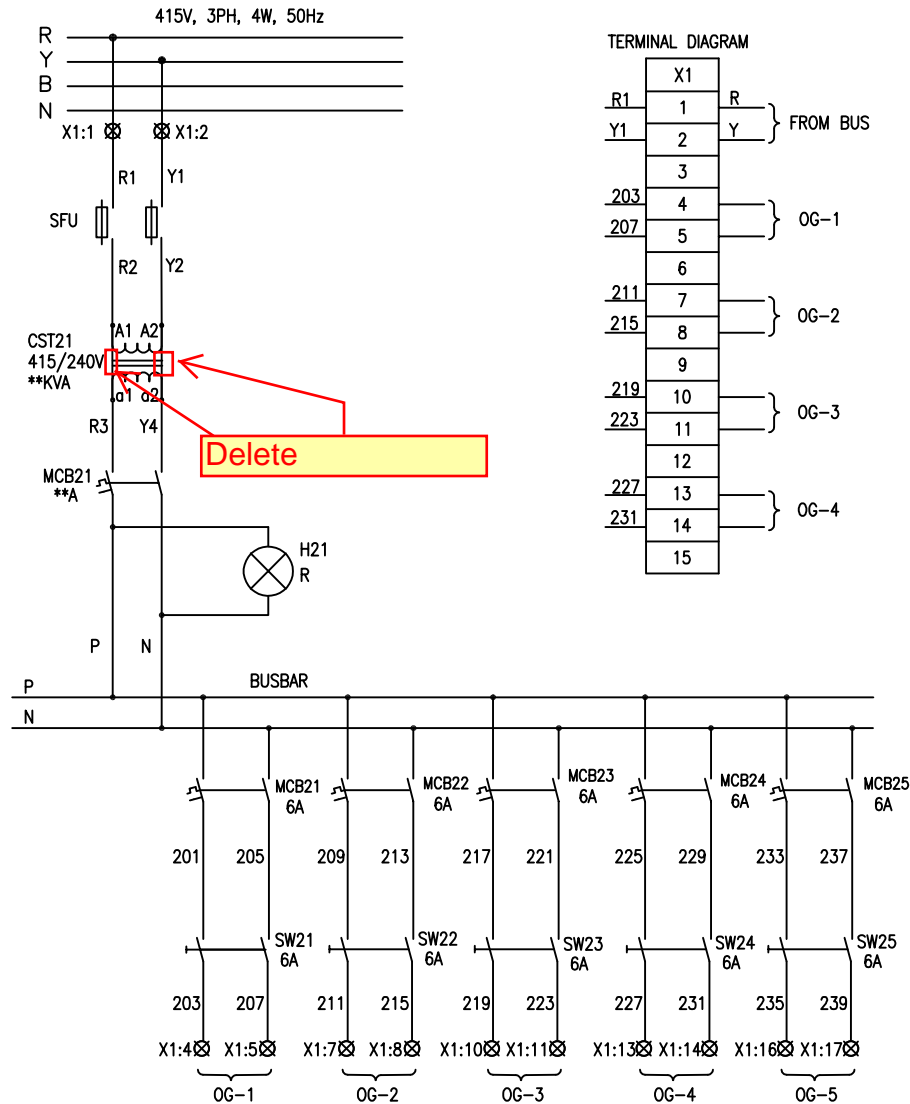 415V, 3PH, 4W, 50Hz
R
Y
B
N
X1:1 X1:2
R1 Y1
SFU
R2 Y2
A1 A2
CST21
415/240V
**KVA
a1 a2
R3 Y4
Delete
MCB21
**A
H21
R
P N
TERMINAL DIAGRAM
X1
R1 1 R
FROM BUS
Y1 2 Y
3
203 4
OG-1
207 5
6
211 7
OG-2
215 8
9
219 10
OG-3
223 11
12
227 13
OG-4
231 14
15
P BUSBAR
N
MCB21 MCB22 MCB23 MCB24 MCB25
6A 6A 6A 6A 6A
201 205 209 213 217 221 225 229 233 237
SW21 SW22 SW23 SW24 SW25
6A 6A 6A 6A 6A
203 207 211 215 219 223 227 231 235 239
X1:4 X1:5 X1:7 X1:8 X1:10 X1:11 X1:13 X1:14 X1:16 X1:17
OG-1 OG-2 OG-3 OG-4 OG-5